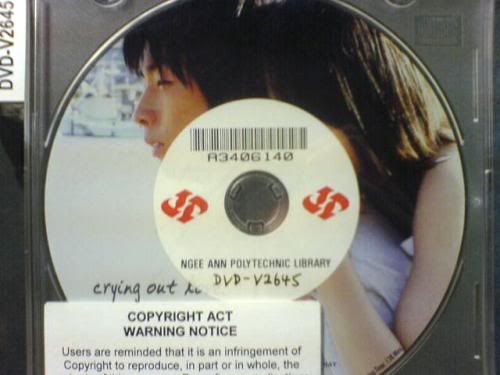 DVD-V2645
A3406140
NGEE ANN POLYTECHNIC LIBRARY
DVD-V2645
crying out
COPYRIGHT ACT
WARNING NOTICE
Users are reminded that it is an infringement of
Copyright to reproduce, in part or in whole, the